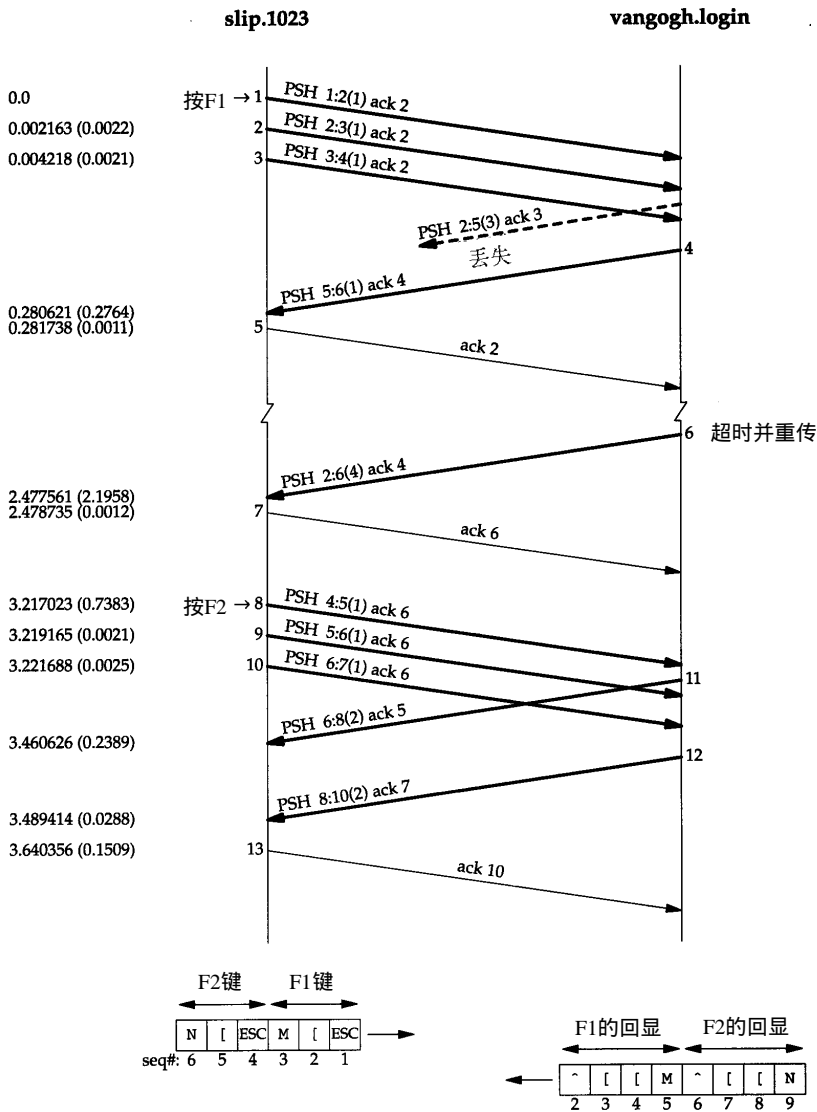 slip.1023
vangogh.login
0.0
按F1 → 1
PSH 1:2(1) ack 2
0.002163 (0.0022)
2
PSH 2:3(1) ack 2
0.004218 (0.0021)
3
PSH 3:4(1) ack 2
PSH 2:5(3) ack 3
丢失
4
PSH 5:6(1) ack 4
0.280621 (0.2764)
0.281738 (0.0011)
5
ack 2
6 超时并重传
PSH 2:6(4) ack 4
2.477561 (2.1958)
2.478735 (0.0012)
7
ack 6
3.217023 (0.7383)
按F2 → 8
PSH 4:5(1) ack 6
3.219165 (0.0021)
9
PSH 5:6(1) ack 6
3.221688 (0.0025)
10
PSH 6:7(1) ack 6
11
PSH 6:8(2) ack 5
3.460626 (0.2389)
12
PSH 8:10(2) ack 7
3.489414 (0.0288)
3.640356 (0.1509)
13
ack 10
F2键 F1键
N [ ESC M [ ESC
seq#: 6 5 4 3 2 1
F1的回显 F2的回显
^ [ [ M ^ [ [ N
2 3 4 5 6 7 8 9